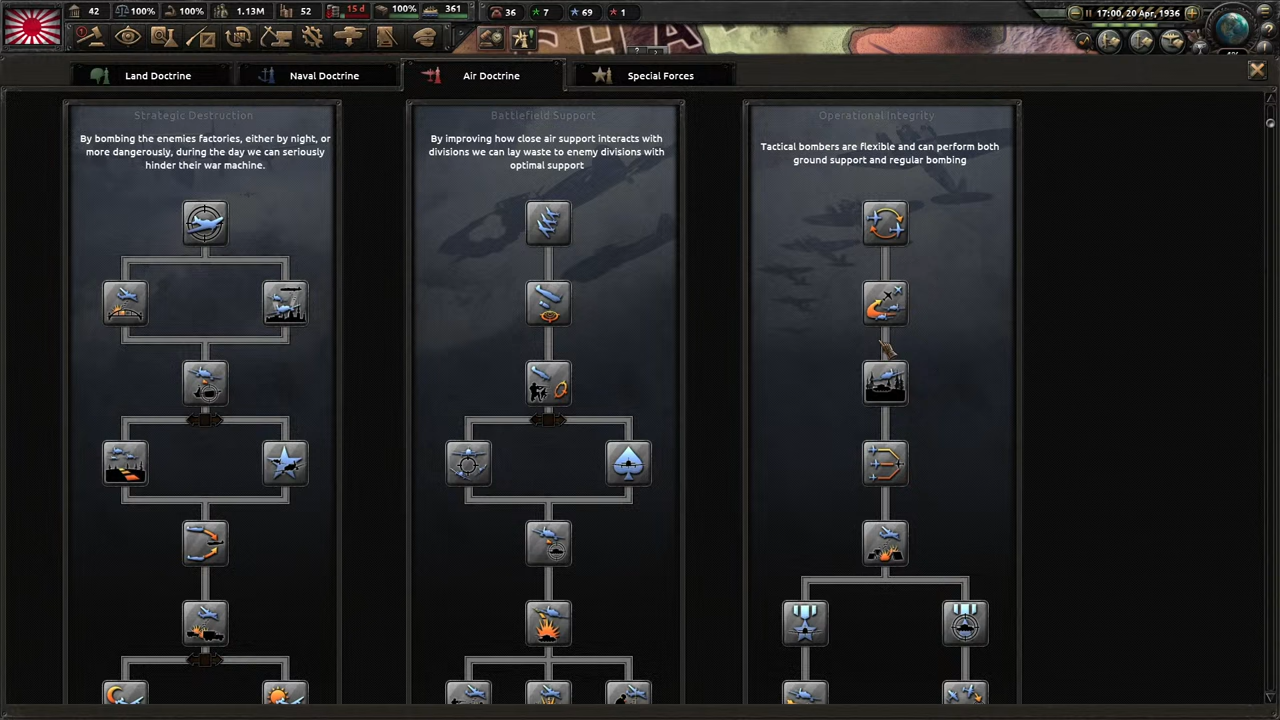 42 100% 100% 1.13M 52 15 d 100% 361 36 7 69 1 17:00, 20 Apr, 1936
Land Doctrine Naval Doctrine Air Doctrine Special Forces
Strategic Destruction
By bombing the enemies factories, either by night, or
more dangerously, during the day we can seriously
hinder their war machine.
Battlefield Support
By improving how close air support interacts with
divisions we can lay waste to enemy divisions with
optimal support
Operational Integrity
Tactical bombers are flexible and can perform both
ground support and regular bombing